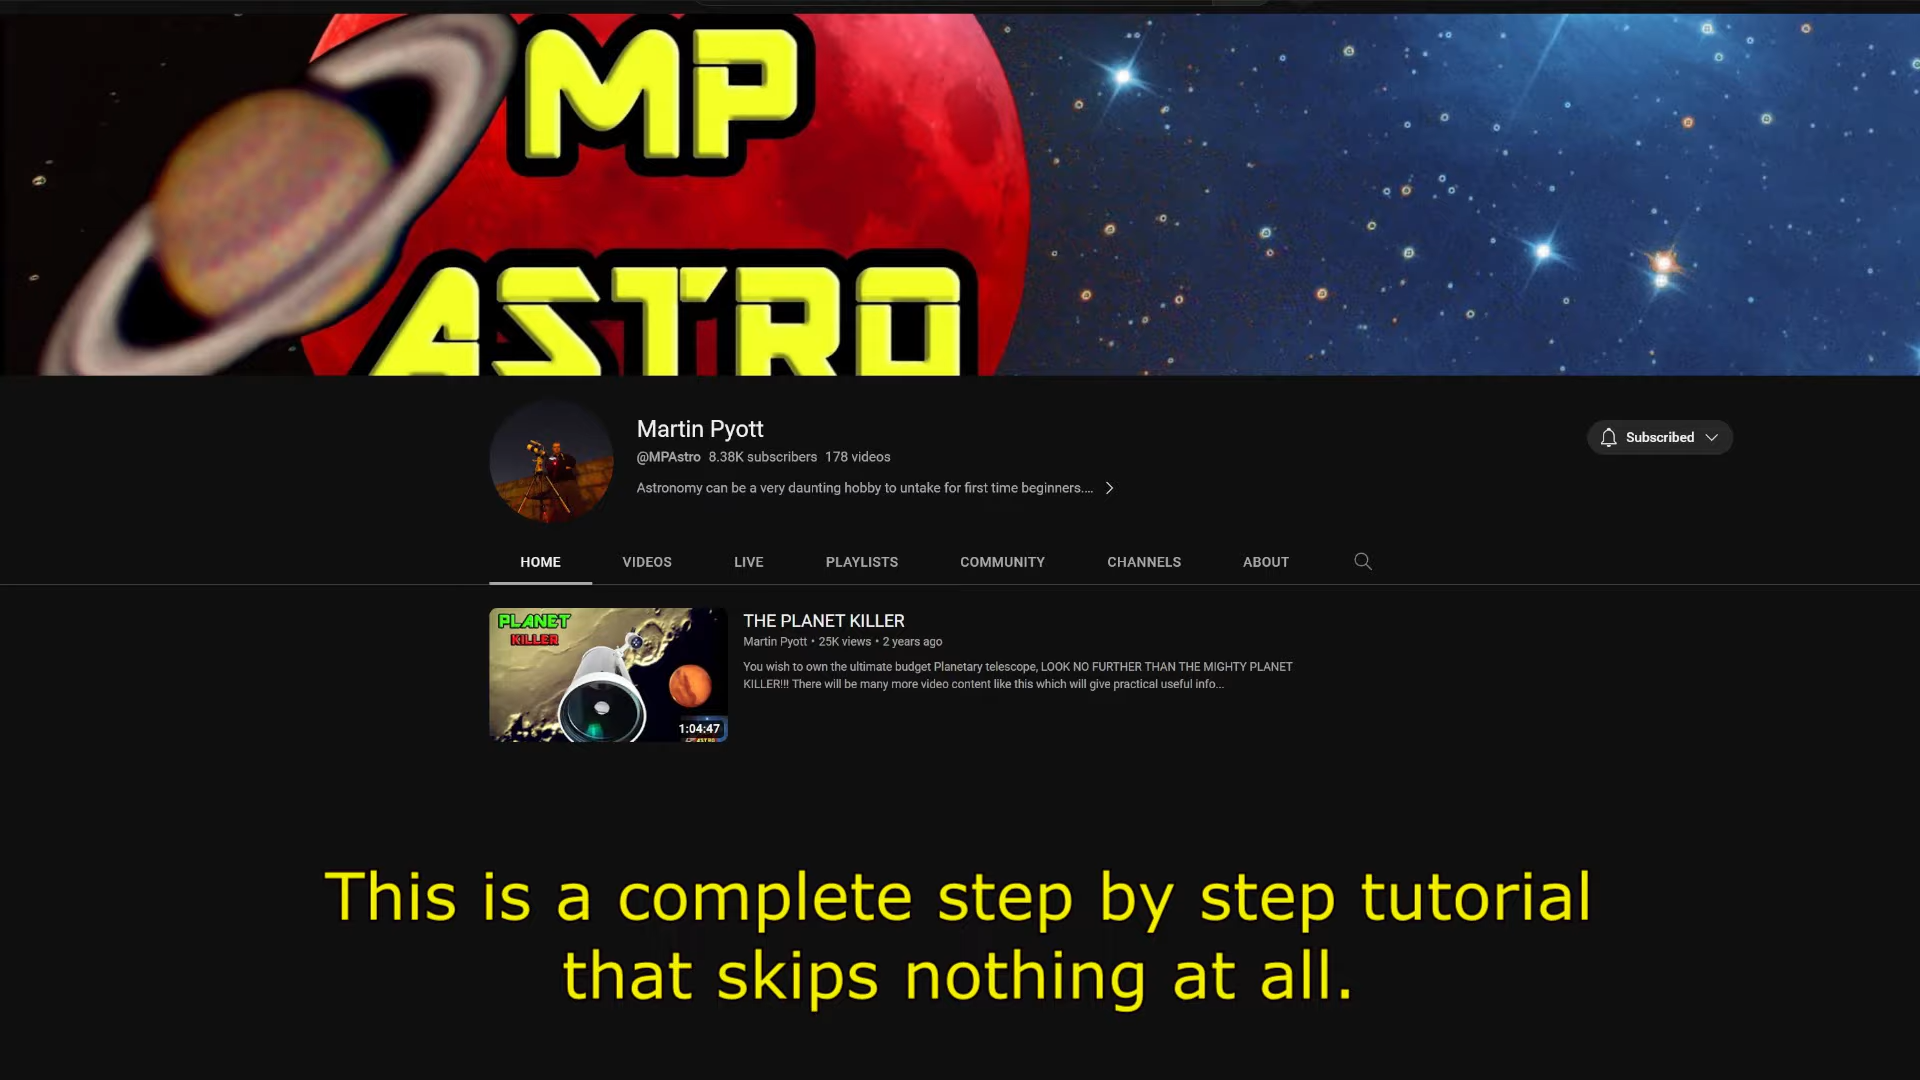 MP
ASTRO
Martin Pyott
@MPAstro 8.38K subscribers 178 videos
Astronomy can be a very daunting hobby to untake for first time beginners....
Subscribed
HOME VIDEOS LIVE PLAYLISTS COMMUNITY CHANNELS ABOUT
PLANET
KILLER
1:04:47
THE PLANET KILLER
Martin Pyott • 25K views • 2 years ago
You wish to own the ultimate budget Planetary telescope, LOOK NO FURTHER THAN THE MIGHTY PLANET
KILLER!!! There will be many more video content like this which will give practical useful info...
This is a complete step by step tutorial
that skips nothing at all.